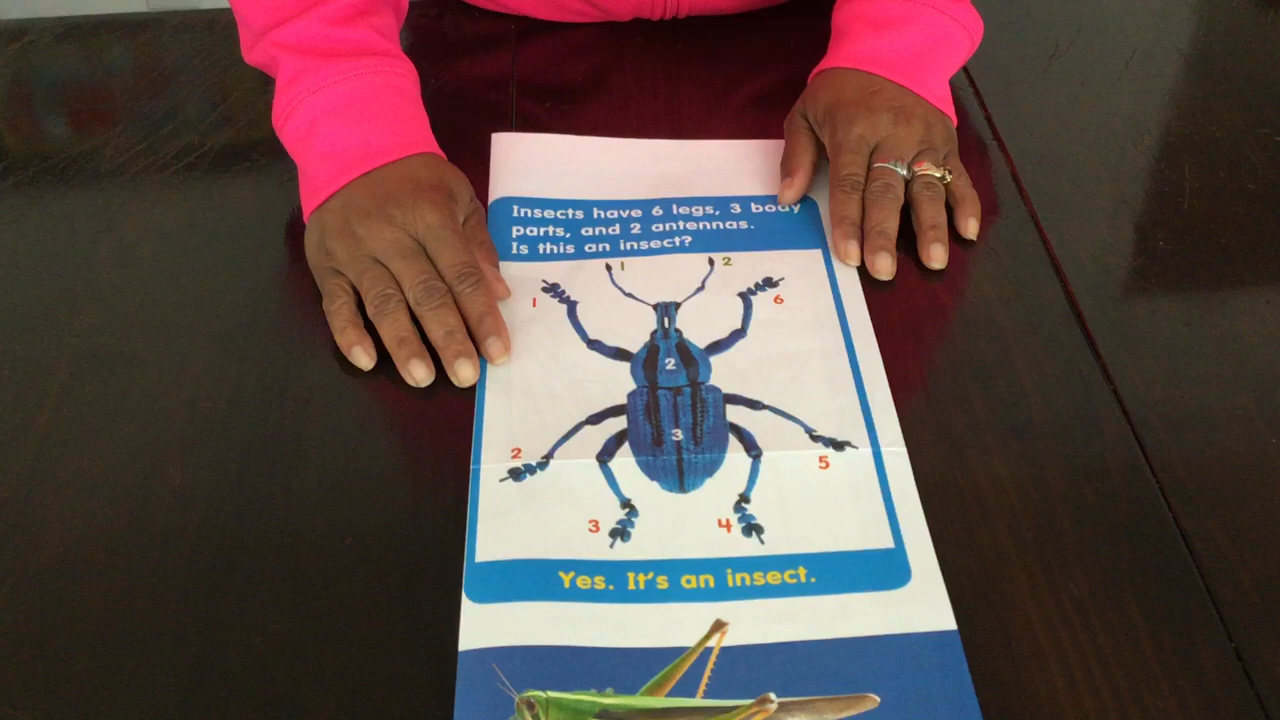 Insects have 6 legs, 3 body
parts, and 2 antennas.
Is this an insect?
1 2
1 6
1
2
3
2 5
3 4
Yes. It's an insect.